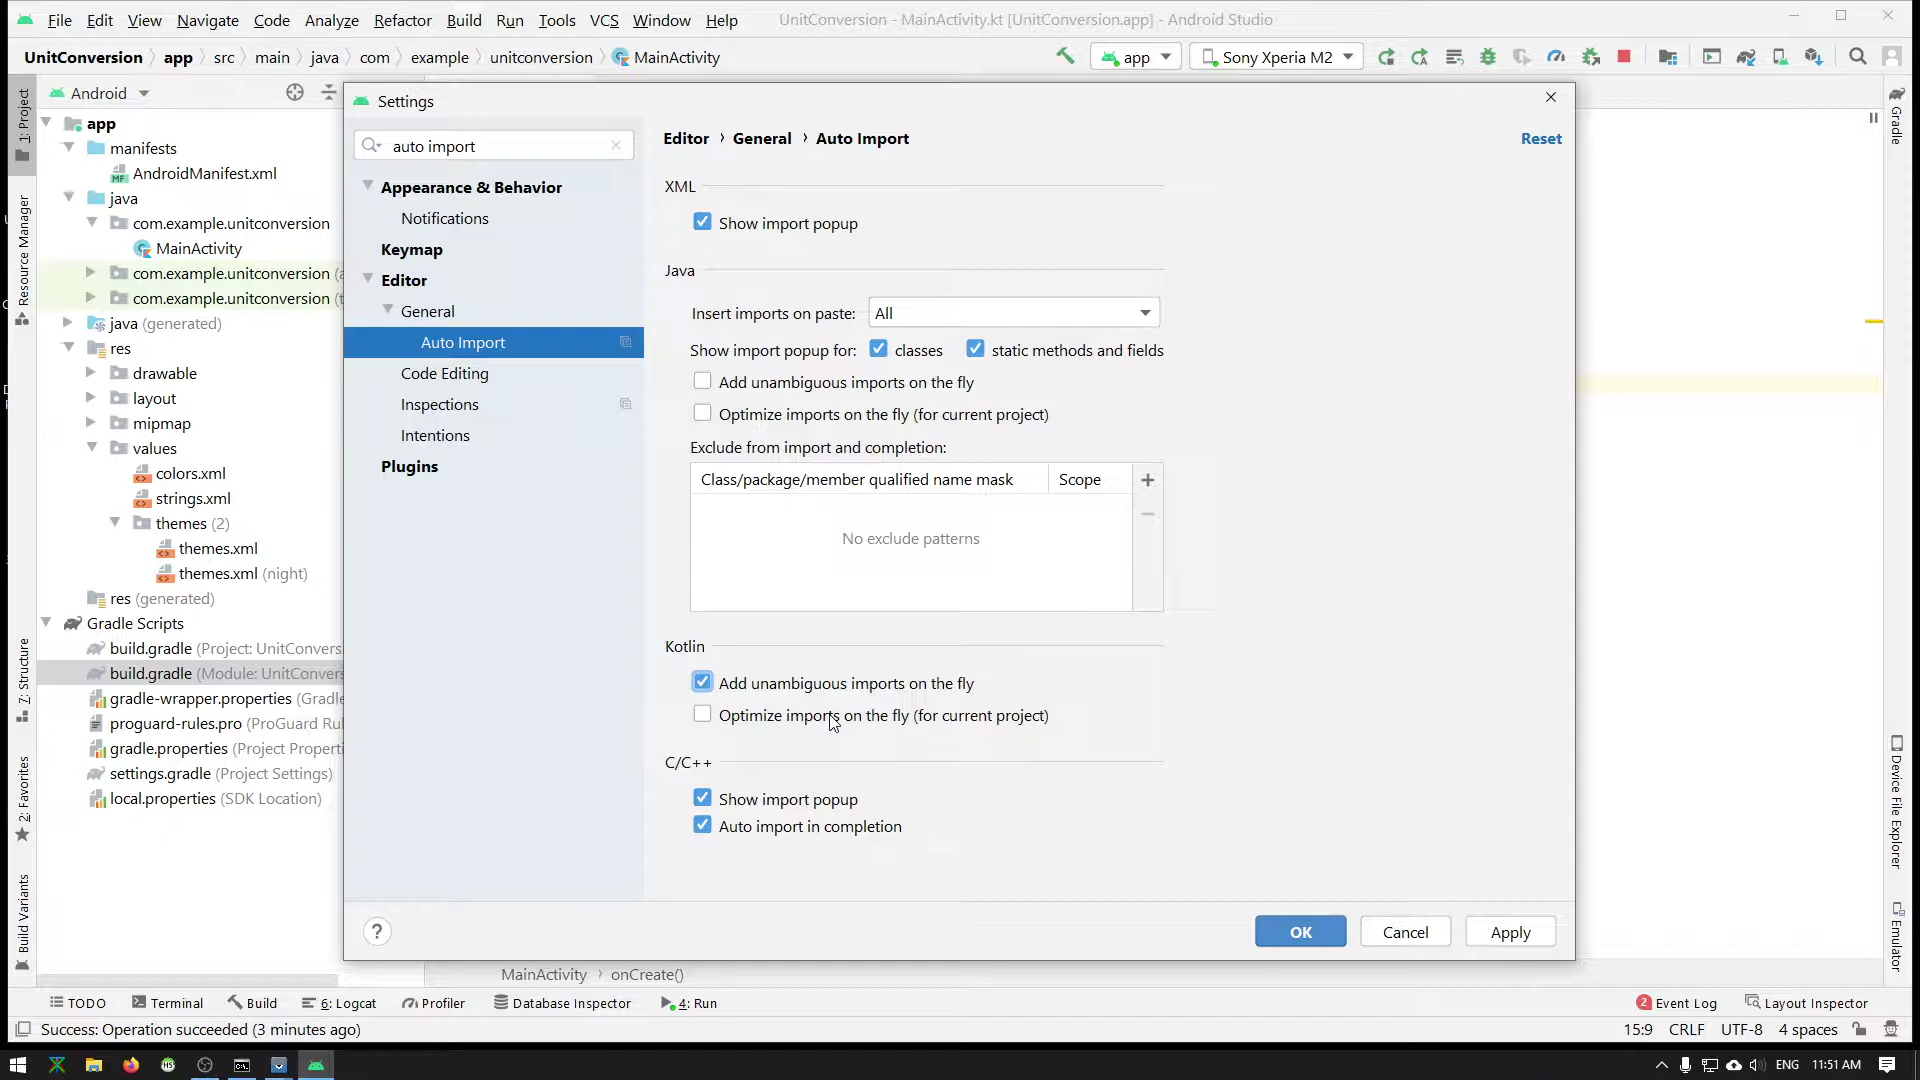 File Edit View Navigate Code Analyze Refactor Build Run Tools VCS Window Help UnitConversion - MainActivity.kt [UnitConversion.app] - Android Studio
UnitConversion app src main java com example unitconversion MainActivity app Sony Xperia M2
1: Project
Resource Manager
7: Structure
2: Favorites
Build Variants
Android
app
manifests
AndroidManifest.xml
java
com.example.unitconversion
MainActivity
com.example.unitconversion (a
com.example.unitconversion (t
java (generated)
res
drawable
layout
mipmap
values
colors.xml
strings.xml
themes (2)
themes.xml
themes.xml (night)
res (generated)
Gradle Scripts
build.gradle (Project: UnitConvers
build.gradle (Module: UnitConvers
gradle-wrapper.properties (Gradle
proguard-rules.pro (ProGuard Rul
gradle.properties (Project Properti
settings.gradle (Project Settings)
local.properties (SDK Location)
Settings
auto import
Appearance & Behavior
Notifications
Keymap
Editor
General
Auto Import
Code Editing
Inspections
Intentions
Plugins
Editor › General › Auto Import
Reset
XML
Show import popup
Java
Insert imports on paste: All
Show import popup for: classes static methods and fields
Add unambiguous imports on the fly
Optimize imports on the fly (for current project)
Exclude from import and completion:
Class/package/member qualified name mask Scope
No exclude patterns
Kotlin
Add unambiguous imports on the fly
Optimize imports on the fly (for current project)
C/C++
Show import popup
Auto import in completion
? OK Cancel Apply
Gradle
Device File Explorer
Emulator
MainActivity › onCreate()
TODO Terminal Build 6: Logcat Profiler Database Inspector 4: Run 2 Event Log Layout Inspector
Success: Operation succeeded (3 minutes ago) 15:9 CRLF UTF-8 4 spaces
ENG 11:51 AM